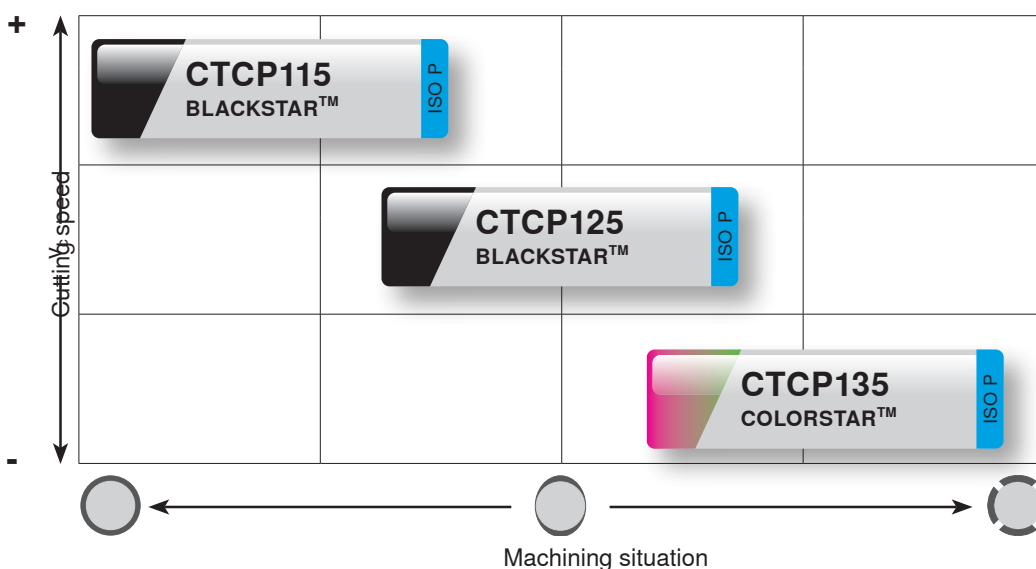 +
CTCP115
BLACKSTAR™
ISO P
CTCP125
BLACKSTAR™
ISO P
Cutting speed
CTCP135
COLORSTAR™
ISO P
-
Machining situation